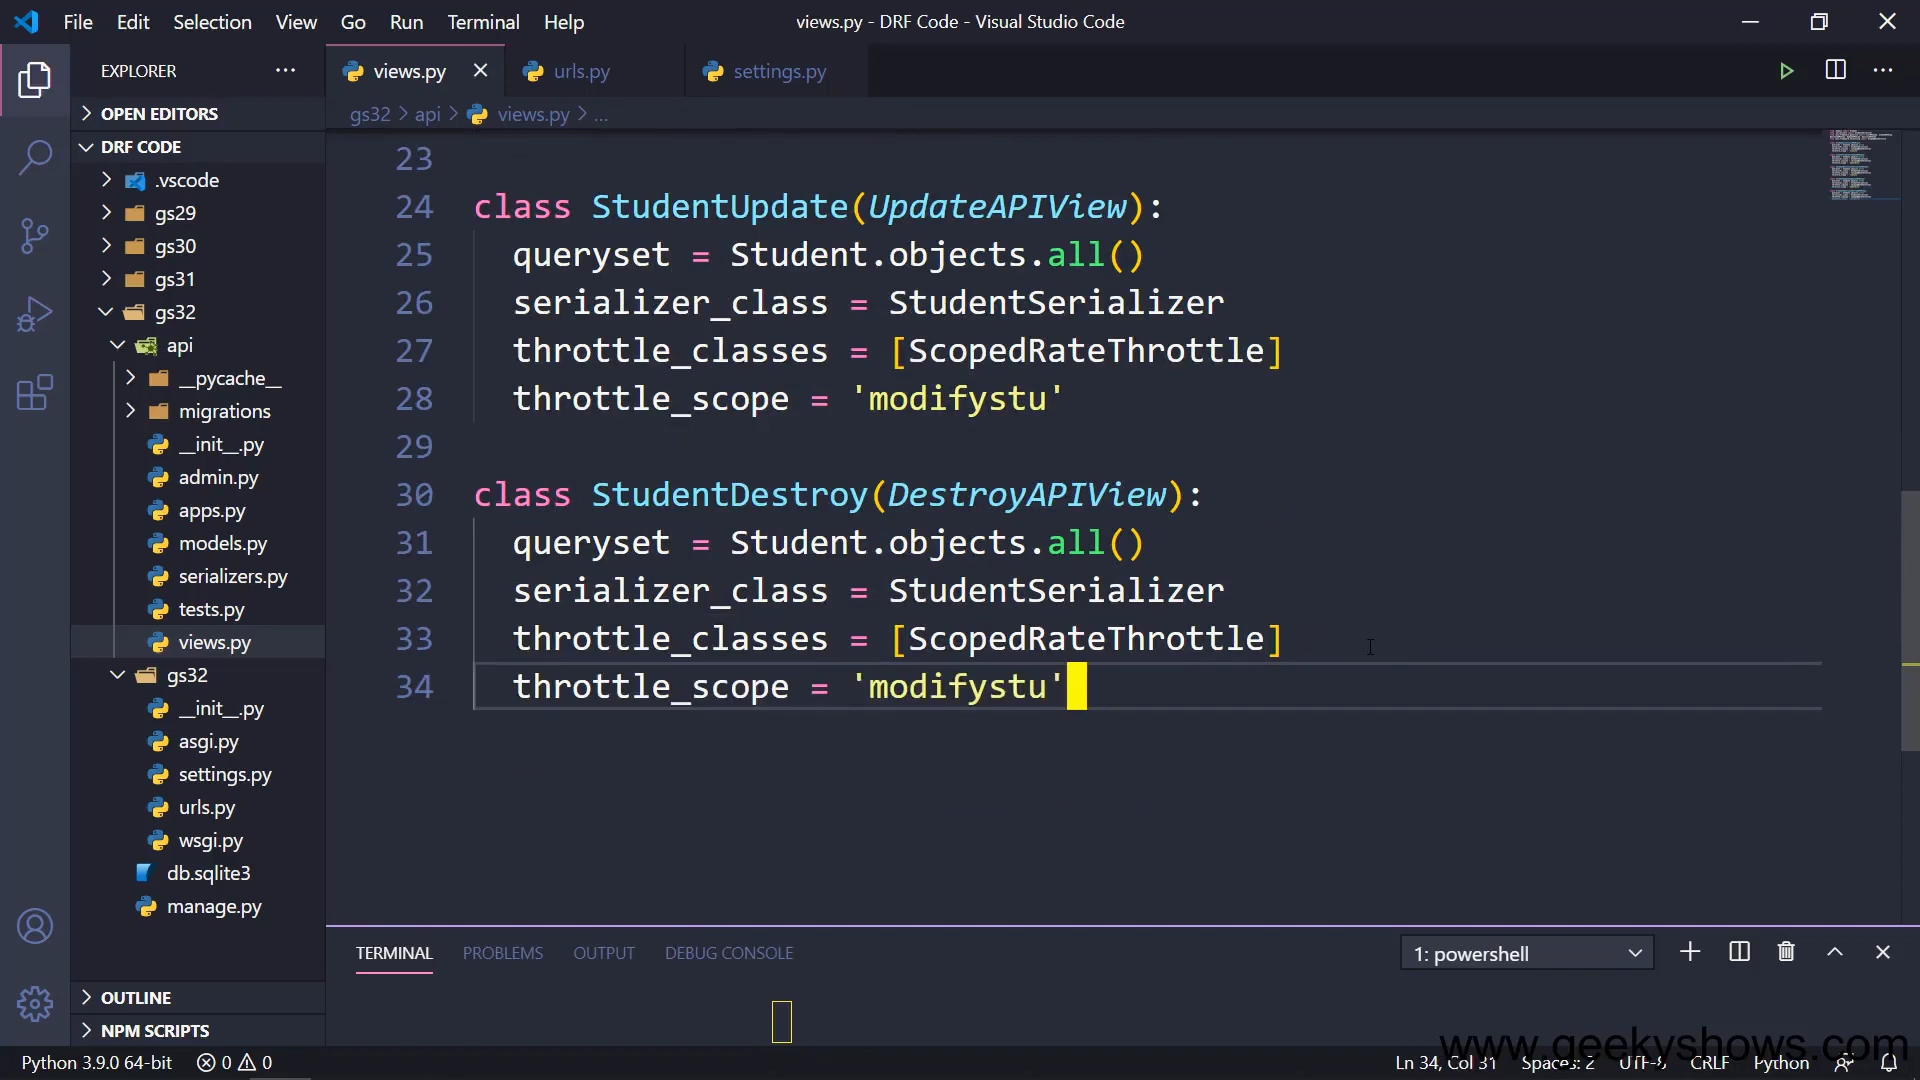 File Edit Selection View Go Run Terminal Help
views.py - DRF Code - Visual Studio Code
EXPLORER
OPEN EDITORS
DRF CODE
.vscode
gs29
gs30
gs31
gs32
api
__pycache__
migrations
__init__.py
admin.py
apps.py
models.py
serializers.py
tests.py
views.py
gs32
__init__.py
asgi.py
settings.py
urls.py
wsgi.py
db.sqlite3
manage.py
OUTLINE
NPM SCRIPTS
views.py urls.py settings.py
gs32 > api > views.py > ...
23
24 class StudentUpdate(UpdateAPIView):
25 queryset = Student.objects.all()
26 serializer_class = StudentSerializer
27 throttle_classes = [ScopedRateThrottle]
28 throttle_scope = 'modifystu'
29
30 class StudentDestroy(DestroyAPIView):
31 queryset = Student.objects.all()
32 serializer_class = StudentSerializer
33 throttle_classes = [ScopedRateThrottle]
34 throttle_scope = 'modifystu'
TERMINAL PROBLEMS OUTPUT DEBUG CONSOLE
1: powershell
www.geekyshows.com
Python 3.9.0 64-bit 0 0
Ln 34, Col 31 Spaces: 2 UTF-8 CRLF Python